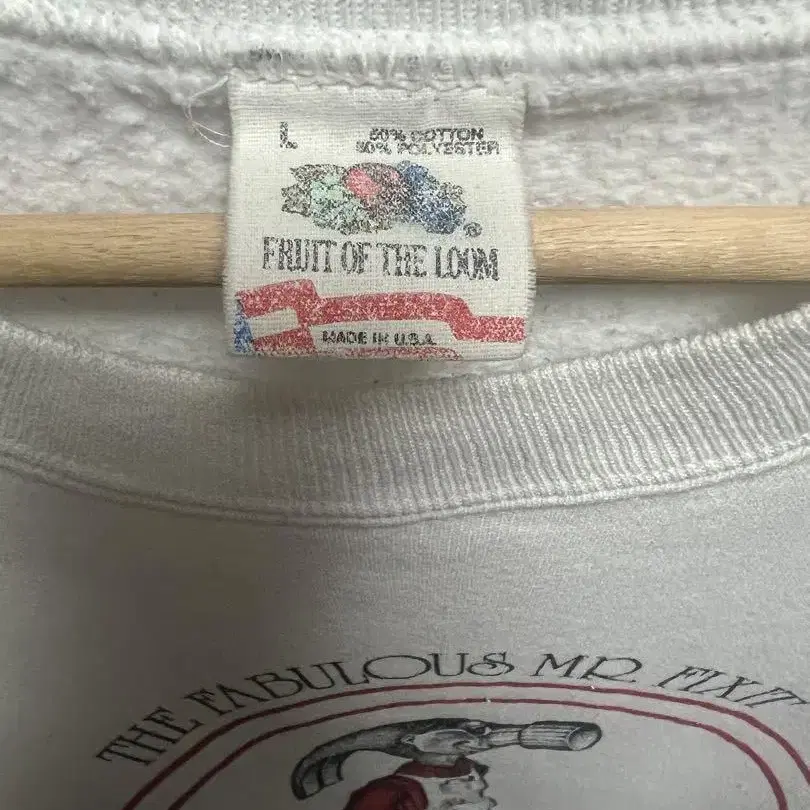 L
50% COTTON
50% POLYESTER
®
FRUIT OF THE LOOM
MADE IN U.S.A.
THE FABULOUS MR. FIXIT